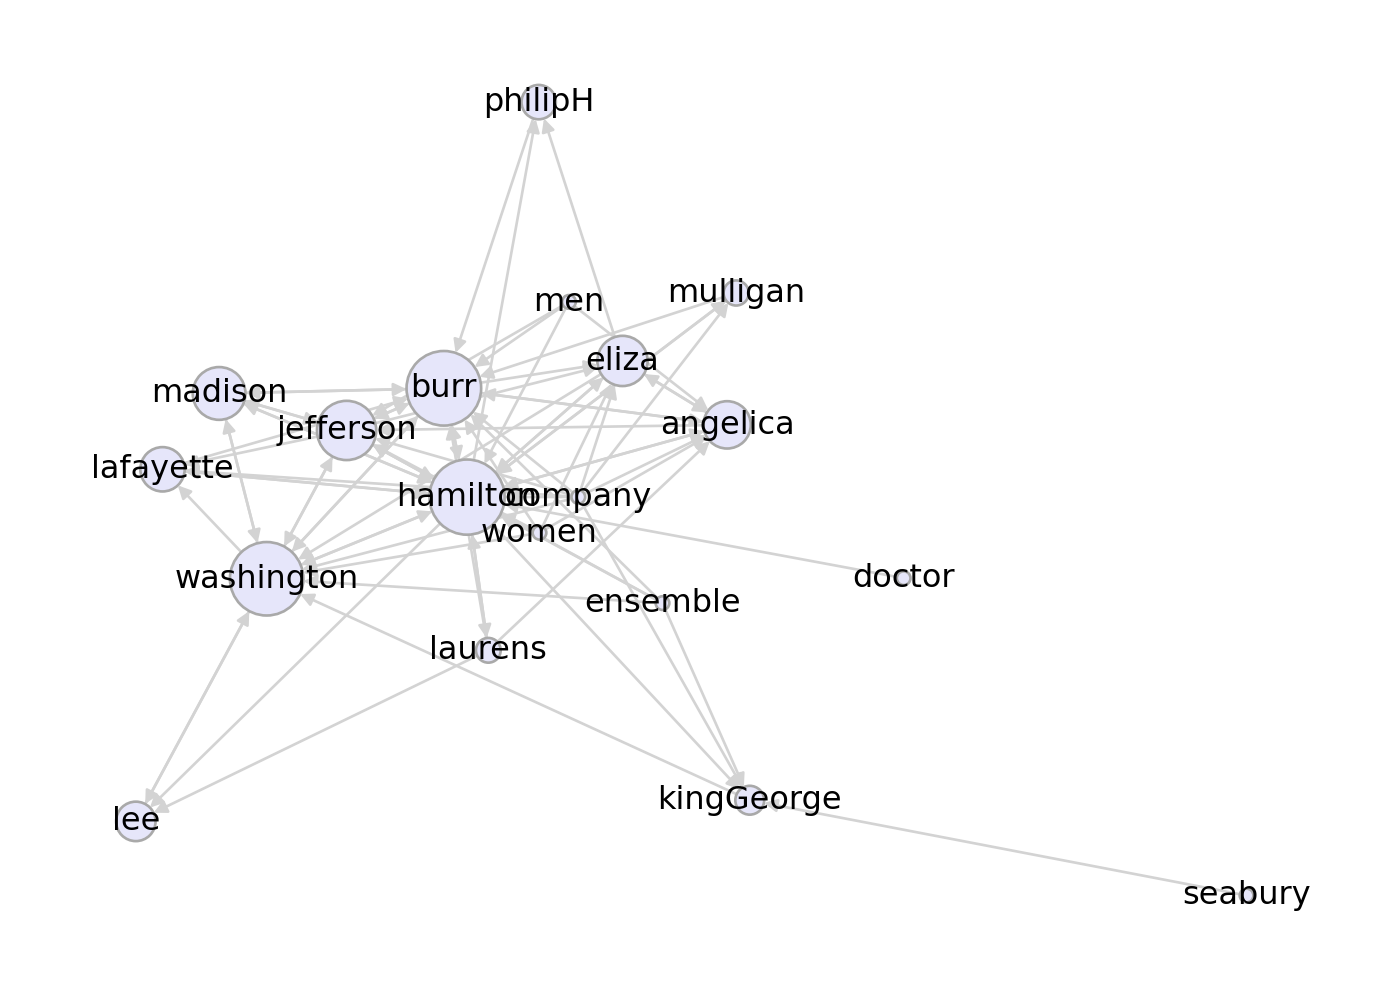 philipH
men
mulligan
eliza
madison
burr
jefferson
angelica
lafayette
hamilton
company
women
washington
doctor
ensemble
laurens
kingGeorge
lee
seabury